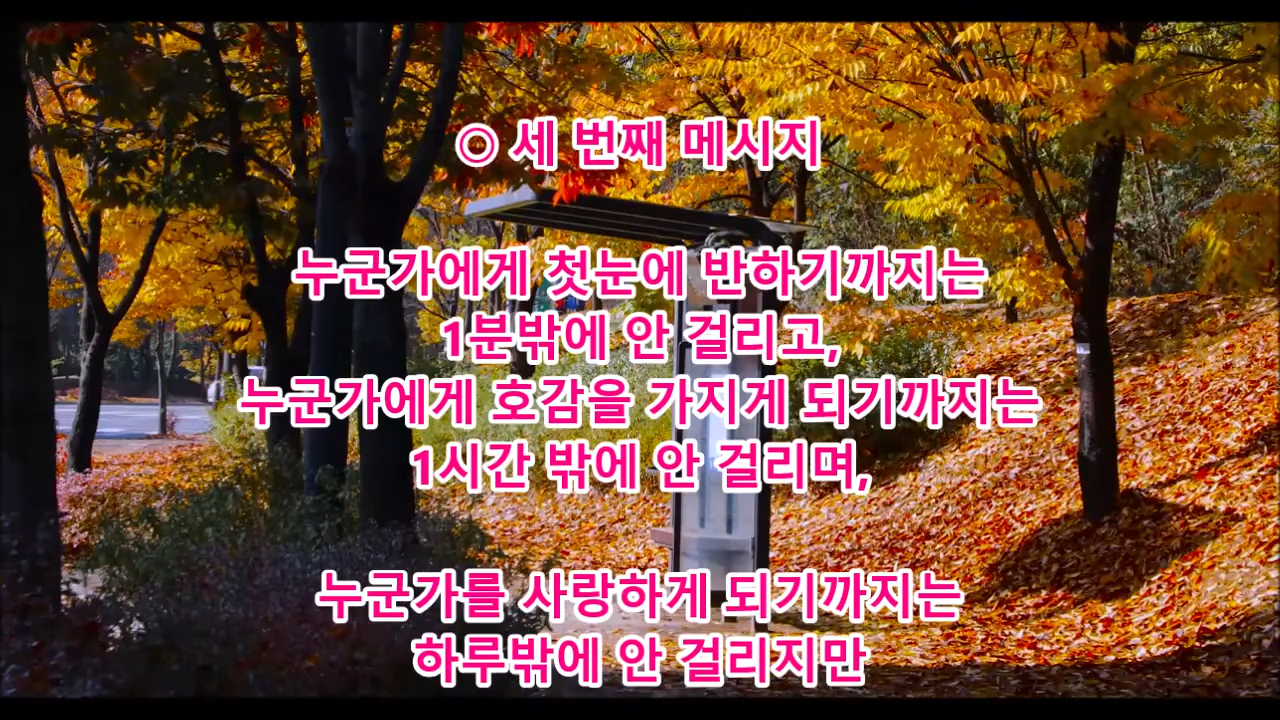 ◎ 세 번째 메시지
누군가에게 첫눈에 반하기까지는
1분밖에 안 걸리고,
누군가에게 호감을 가지게 되기까지는
1시간 밖에 안 걸리며,
누군가를 사랑하게 되기까지는
하루밖에 안 걸리지만